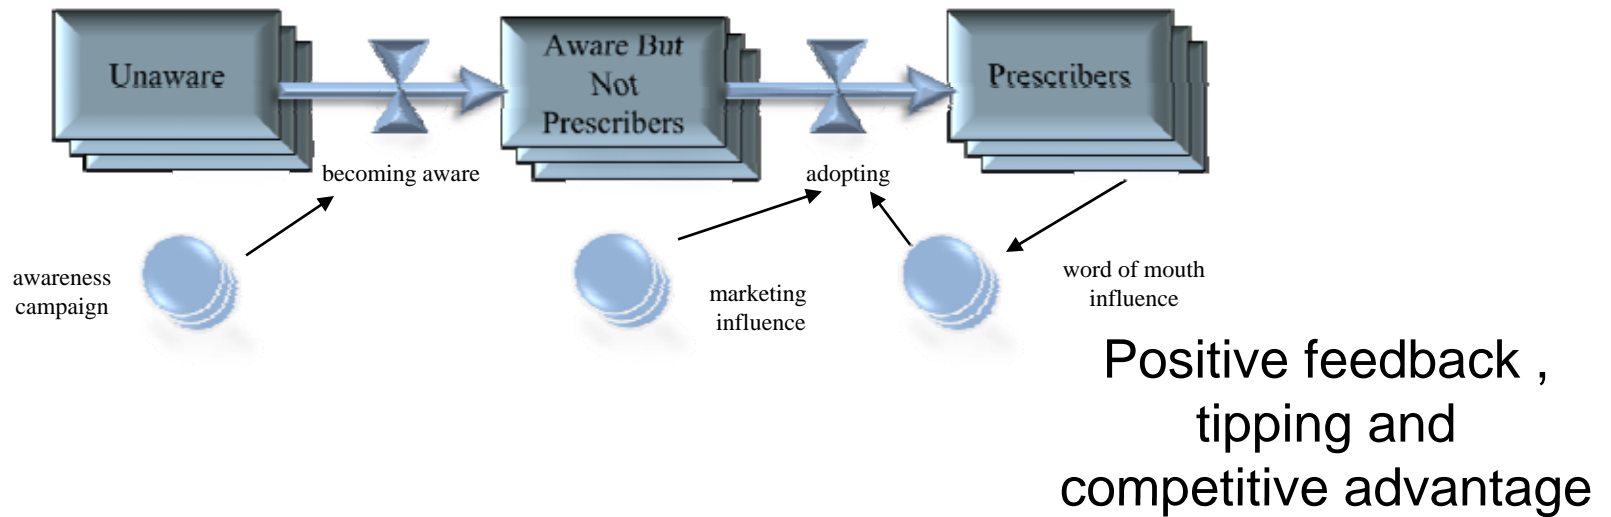 Unaware
Aware But
Not
Prescribers
Prescribers
becoming aware
adopting
awareness
campaign
marketing
influence
word of mouth
influence
Positive feedback ,
tipping and
competitive advantage